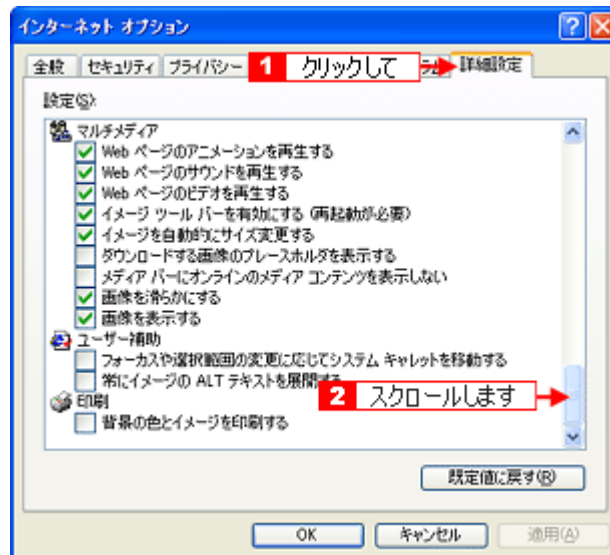 インターネット オプション
全般 セキュリティ プライバシー 1 クリックして 詳細設定
設定(S):
マルチメディア
Web ページのアニメーションを再生する
Web ページのサウンドを再生する
Web ページのビデオを再生する
イメージ ツール バーを有効にする (再起動が必要)
イメージを自動的にサイズ変更する
ダウンロードする画像のプレースホルダを表示する
メディア バーにオンラインのメディア コンテンツを表示しない
画像を滑らかにする
画像を表示する
ユーザー補助
フォーカスや選択範囲の変更に応じてシステム キャレットを移動する
常にイメージの ALT テキストを展開する
2 スクロールします
印刷
背景の色とイメージを印刷する
既定値に戻す(R)
OK キャンセル 適用(A)